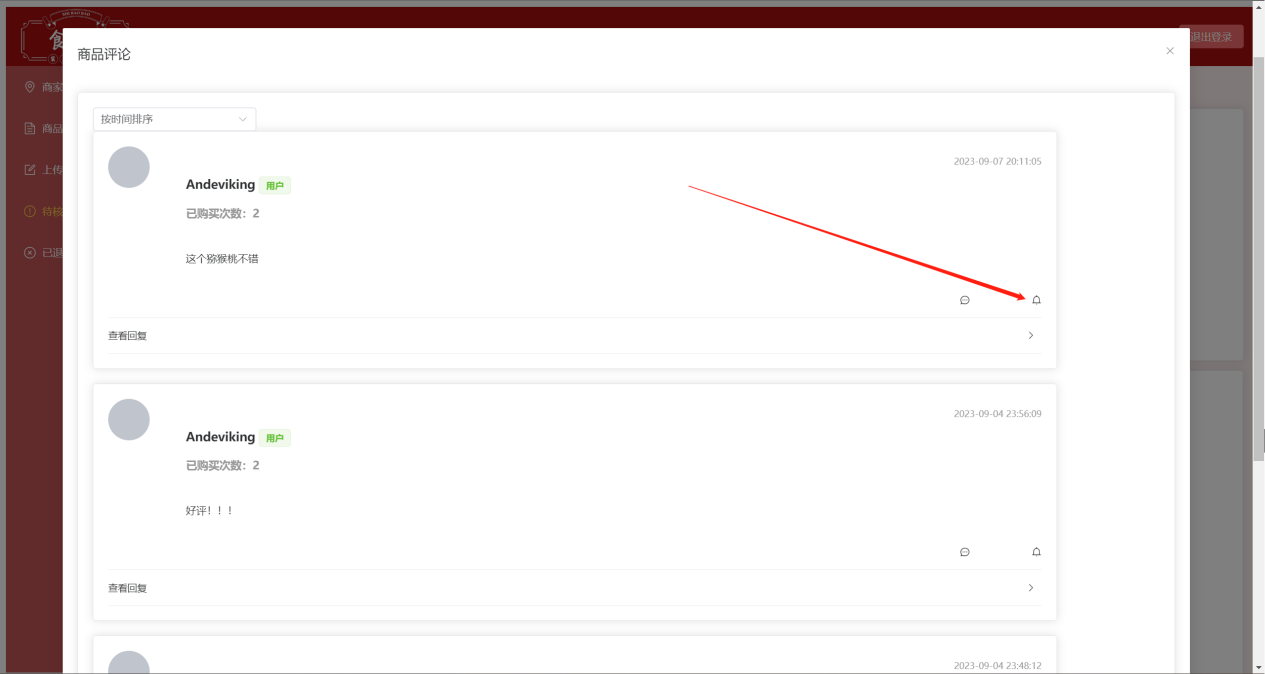 退出登录
商品评论
商家
商品
上传
待核
已退
按时间排序
2023-09-07 20:11:05
Andeviking 用户
已购买次数：2
这个猕猴桃不错
查看回复
2023-09-04 23:56:09
Andeviking 用户
已购买次数：2
好评！！！
查看回复
2023-09-04 23:48:12